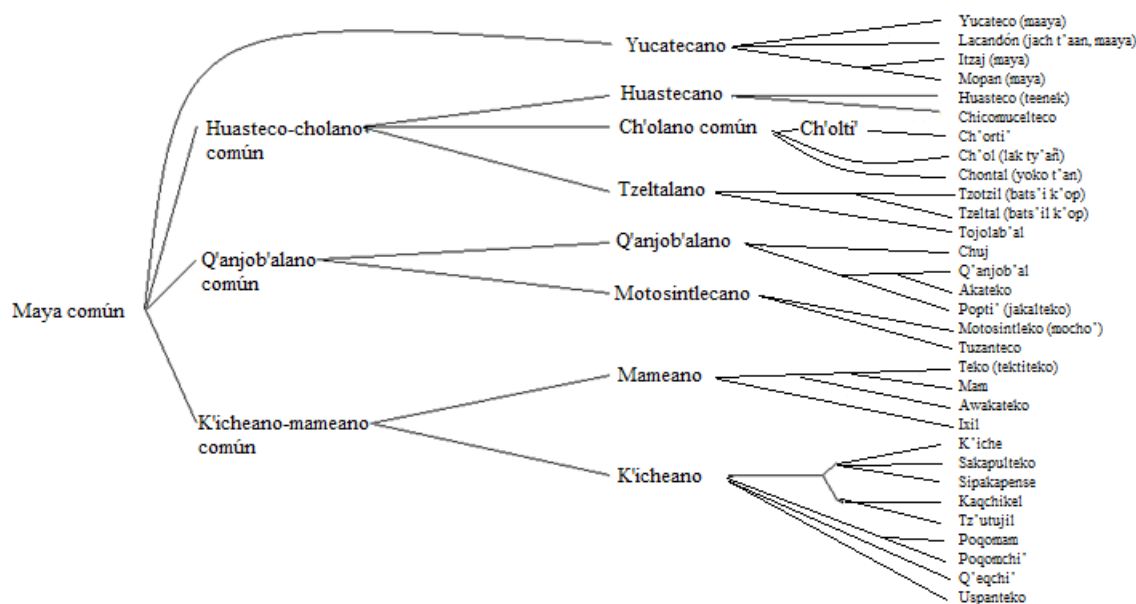 Maya común
Yucatecano
Yucateco (maaya)
Lacandón (jach t'aan, maaya)
Itzaj (maya)
Mopan (maya)
Huasteco-cholano
común
Huastecano
Huasteco (teenek)
Chicomucelteco
Ch'olano común
Ch'olti'
Ch'orti'
Ch'ol (lak ty'añ)
Chontal (yoko t'an)
Tzeltalano
Tzotzil (bats'i k'op)
Tzeltal (bats'il k'op)
Tojolab'al
Q'anjob'alano
común
Q'anjob'alano
Chuj
Q'anjob'al
Akateko
Popti' (jakalteko)
Motosintlecano
Motosintleko (mocho')
Tuzanteco
K'icheano-mameano
común
Mameano
Teko (tektiteko)
Mam
Awakateko
Ixil
K'icheano
K'iche
Sakapulteko
Sipakapense
Kaqchikel
Tz'utujil
Poqomam
Poqomchi'
Q'eqchi'
Uspanteko